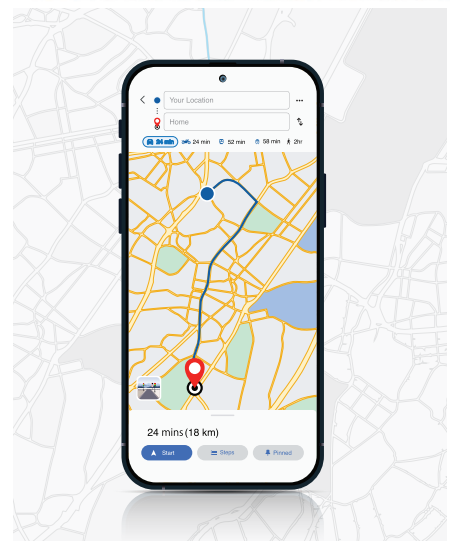 Your Location
Home
24 min 24 min 52 min 58 min 2hr
24 mins (18 km)
Start Steps Pinned